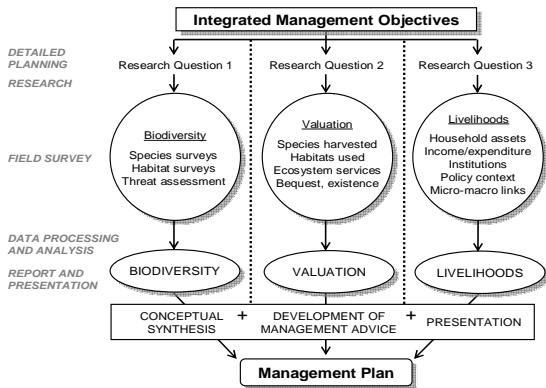 Integrated Management Objectives
DETAILED
PLANNING
RESEARCH
Research Question 1
Research Question 2
Research Question 3
FIELD SURVEY
Biodiversity
Species surveys
Habitat surveys
Threat assessment
Valuation
Species harvested
Habitats used
Ecosystem services
Bequest, existence
Livelihoods
Household assets
Income/expenditure
Institutions
Policy context
Micro-macro links
DATA PROCESSING
AND ANALYSIS
REPORT AND
PRESENTATION
BIODIVERSITY
VALUATION
LIVELIHOODS
CONCEPTUAL
SYNTHESIS
+
DEVELOPMENT OF
MANAGEMENT ADVICE
+
PRESENTATION
Management Plan